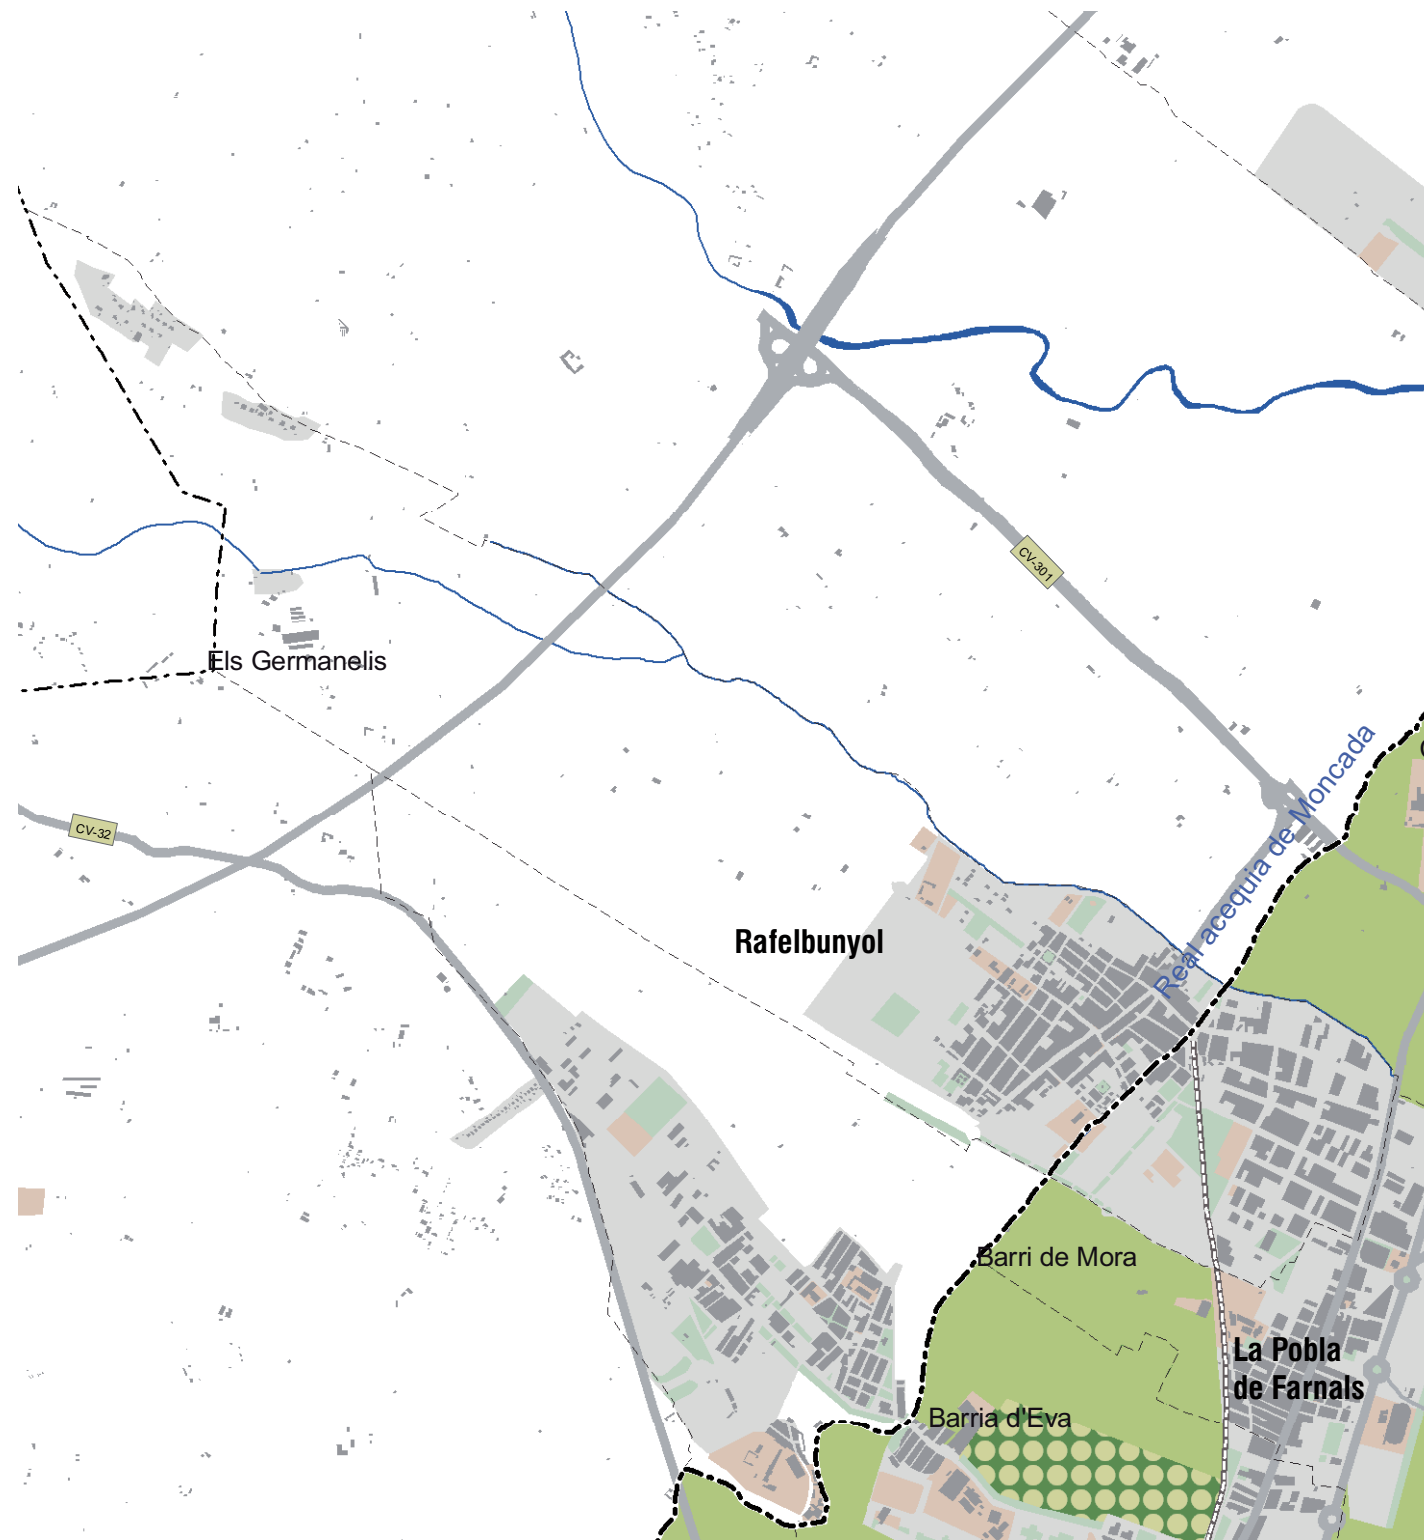 CV-301
Els Germanelis
Real acequia de Moncada
CV-32
Rafelbunyol
Barri de Mora
La Pobla
de Farnals
Barria d'Eva